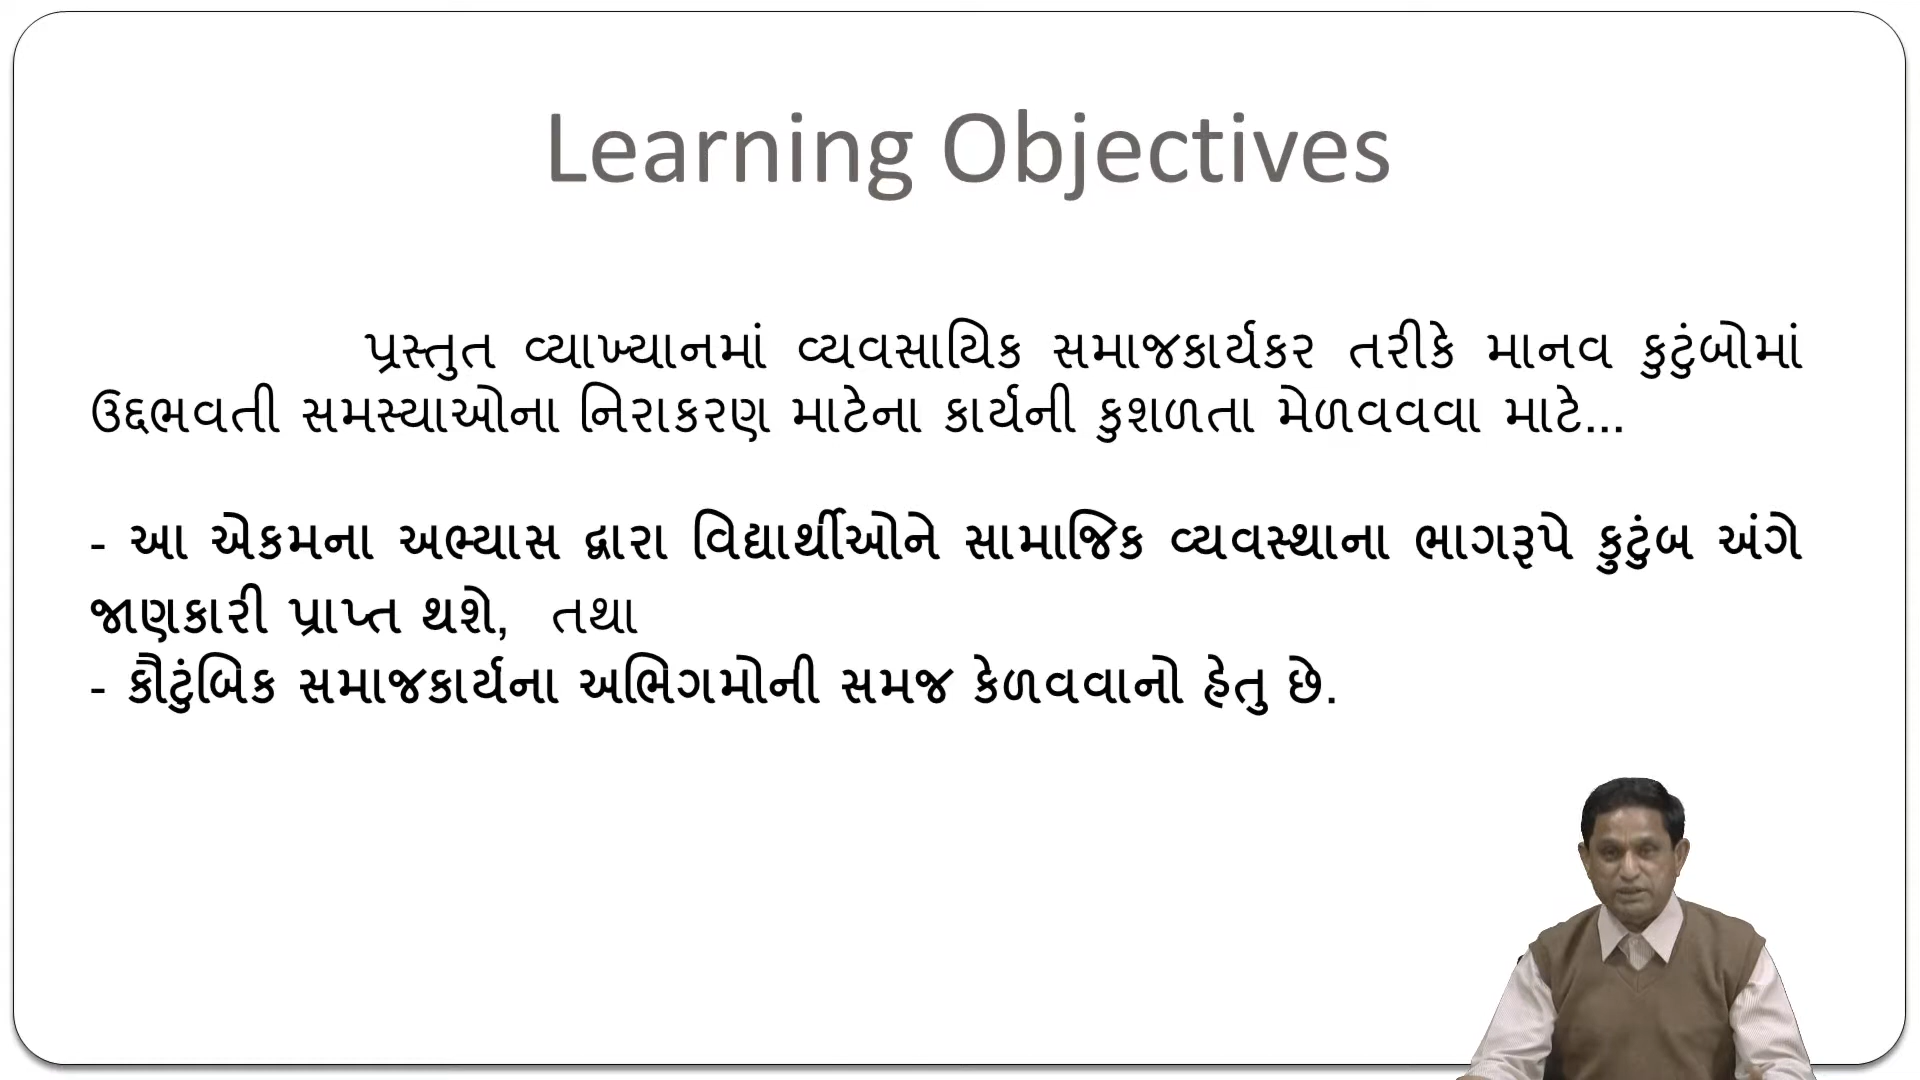 Learning Objectives
પ્રસ્તુત વ્યાખ્યાનમાં વ્યવસાયિક સમાજકાર્યકર તરીકે માનવ કુટુંબોમાં
ઉદ્દભવતી સમસ્યાઓના નિરાકરણ માટેના કાર્યની કુશળતા મેળવવવા માટે...
- આ એકમના અભ્યાસ દ્વારા વિદ્યાર્થીઓને સામાજિક વ્યવસ્થાના ભાગરૂપે કુટુંબ અંગે
જાણકારી પ્રાપ્ત થશે, તથા
- કૌટુંબિક સમાજકાર્યના અભિગમોની સમજ કેળવવાનો હેતુ છે.